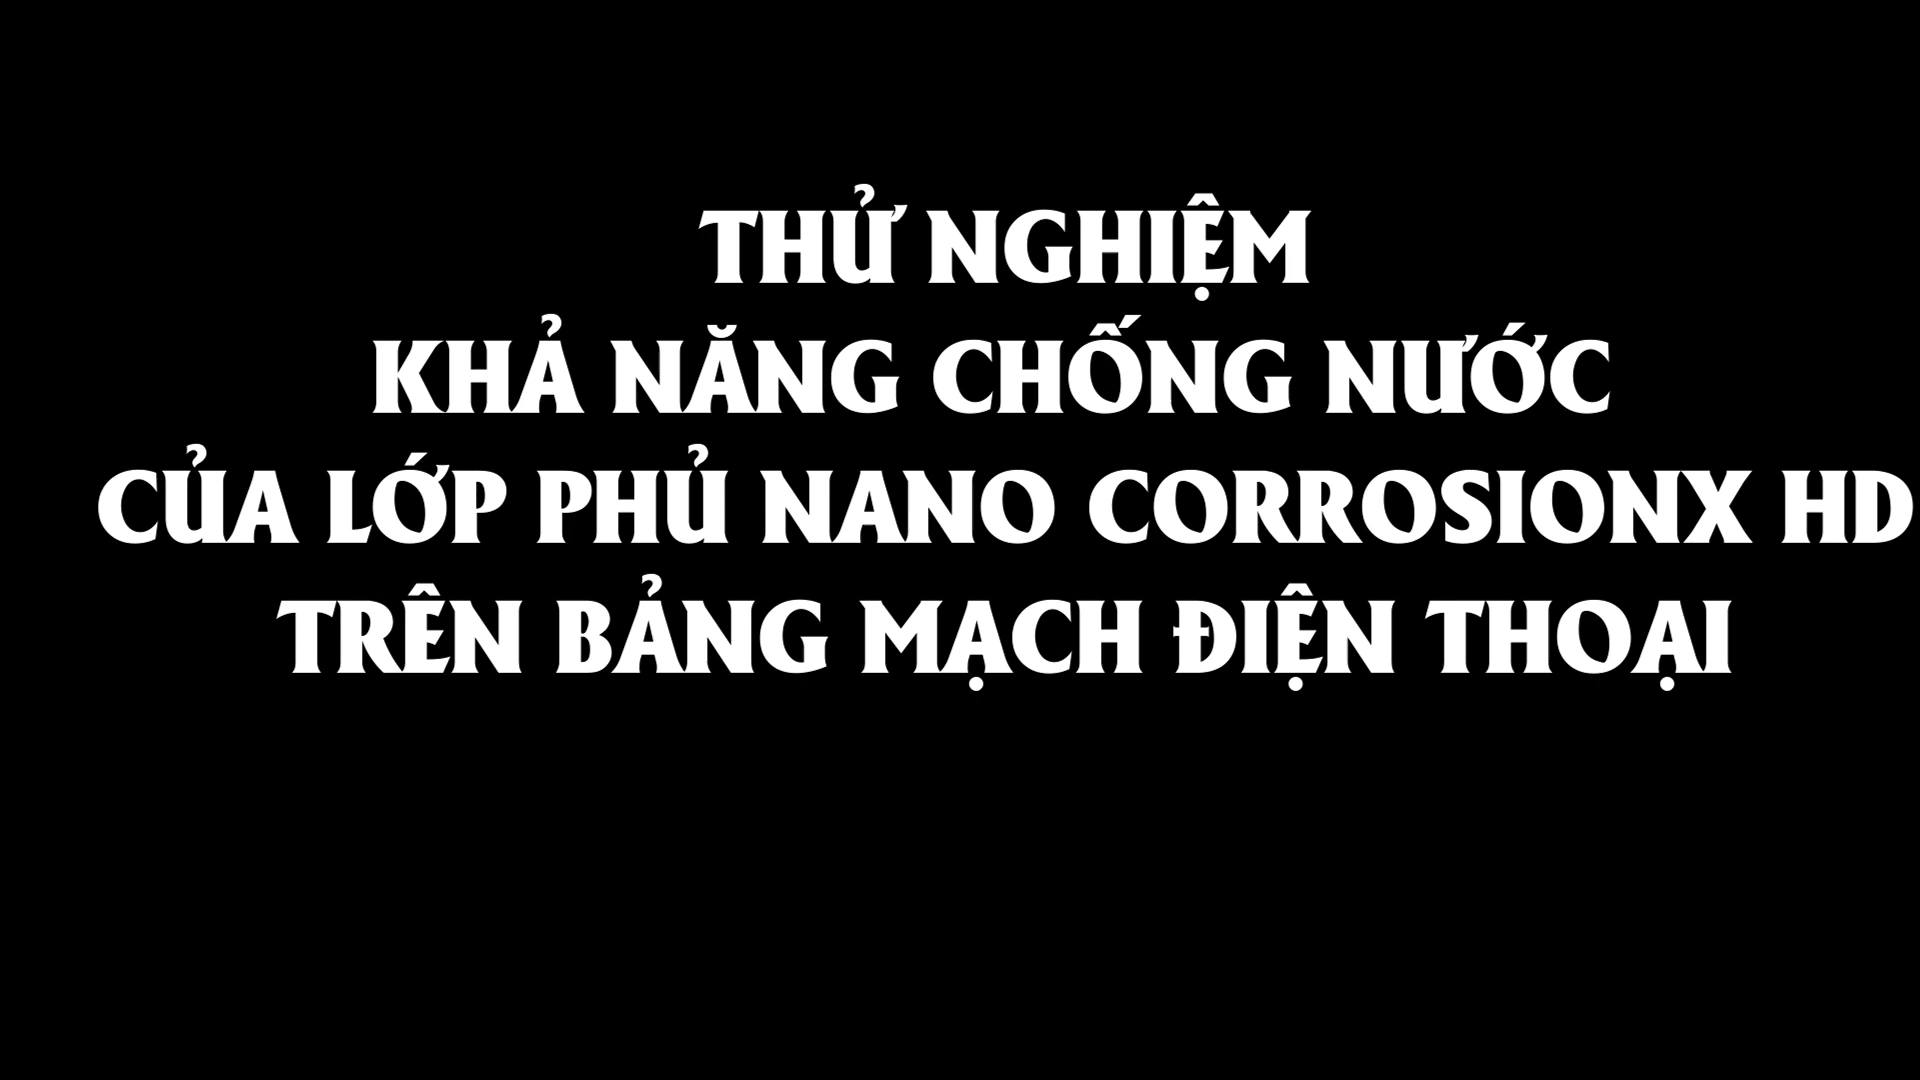 THỬ NGHIỆM
KHẢ NĂNG CHỐNG NƯỚC
CỦA LỚP PHỦ NANO CORROSIONX HD
TRÊN BẢNG MẠCH ĐIỆN THOẠI